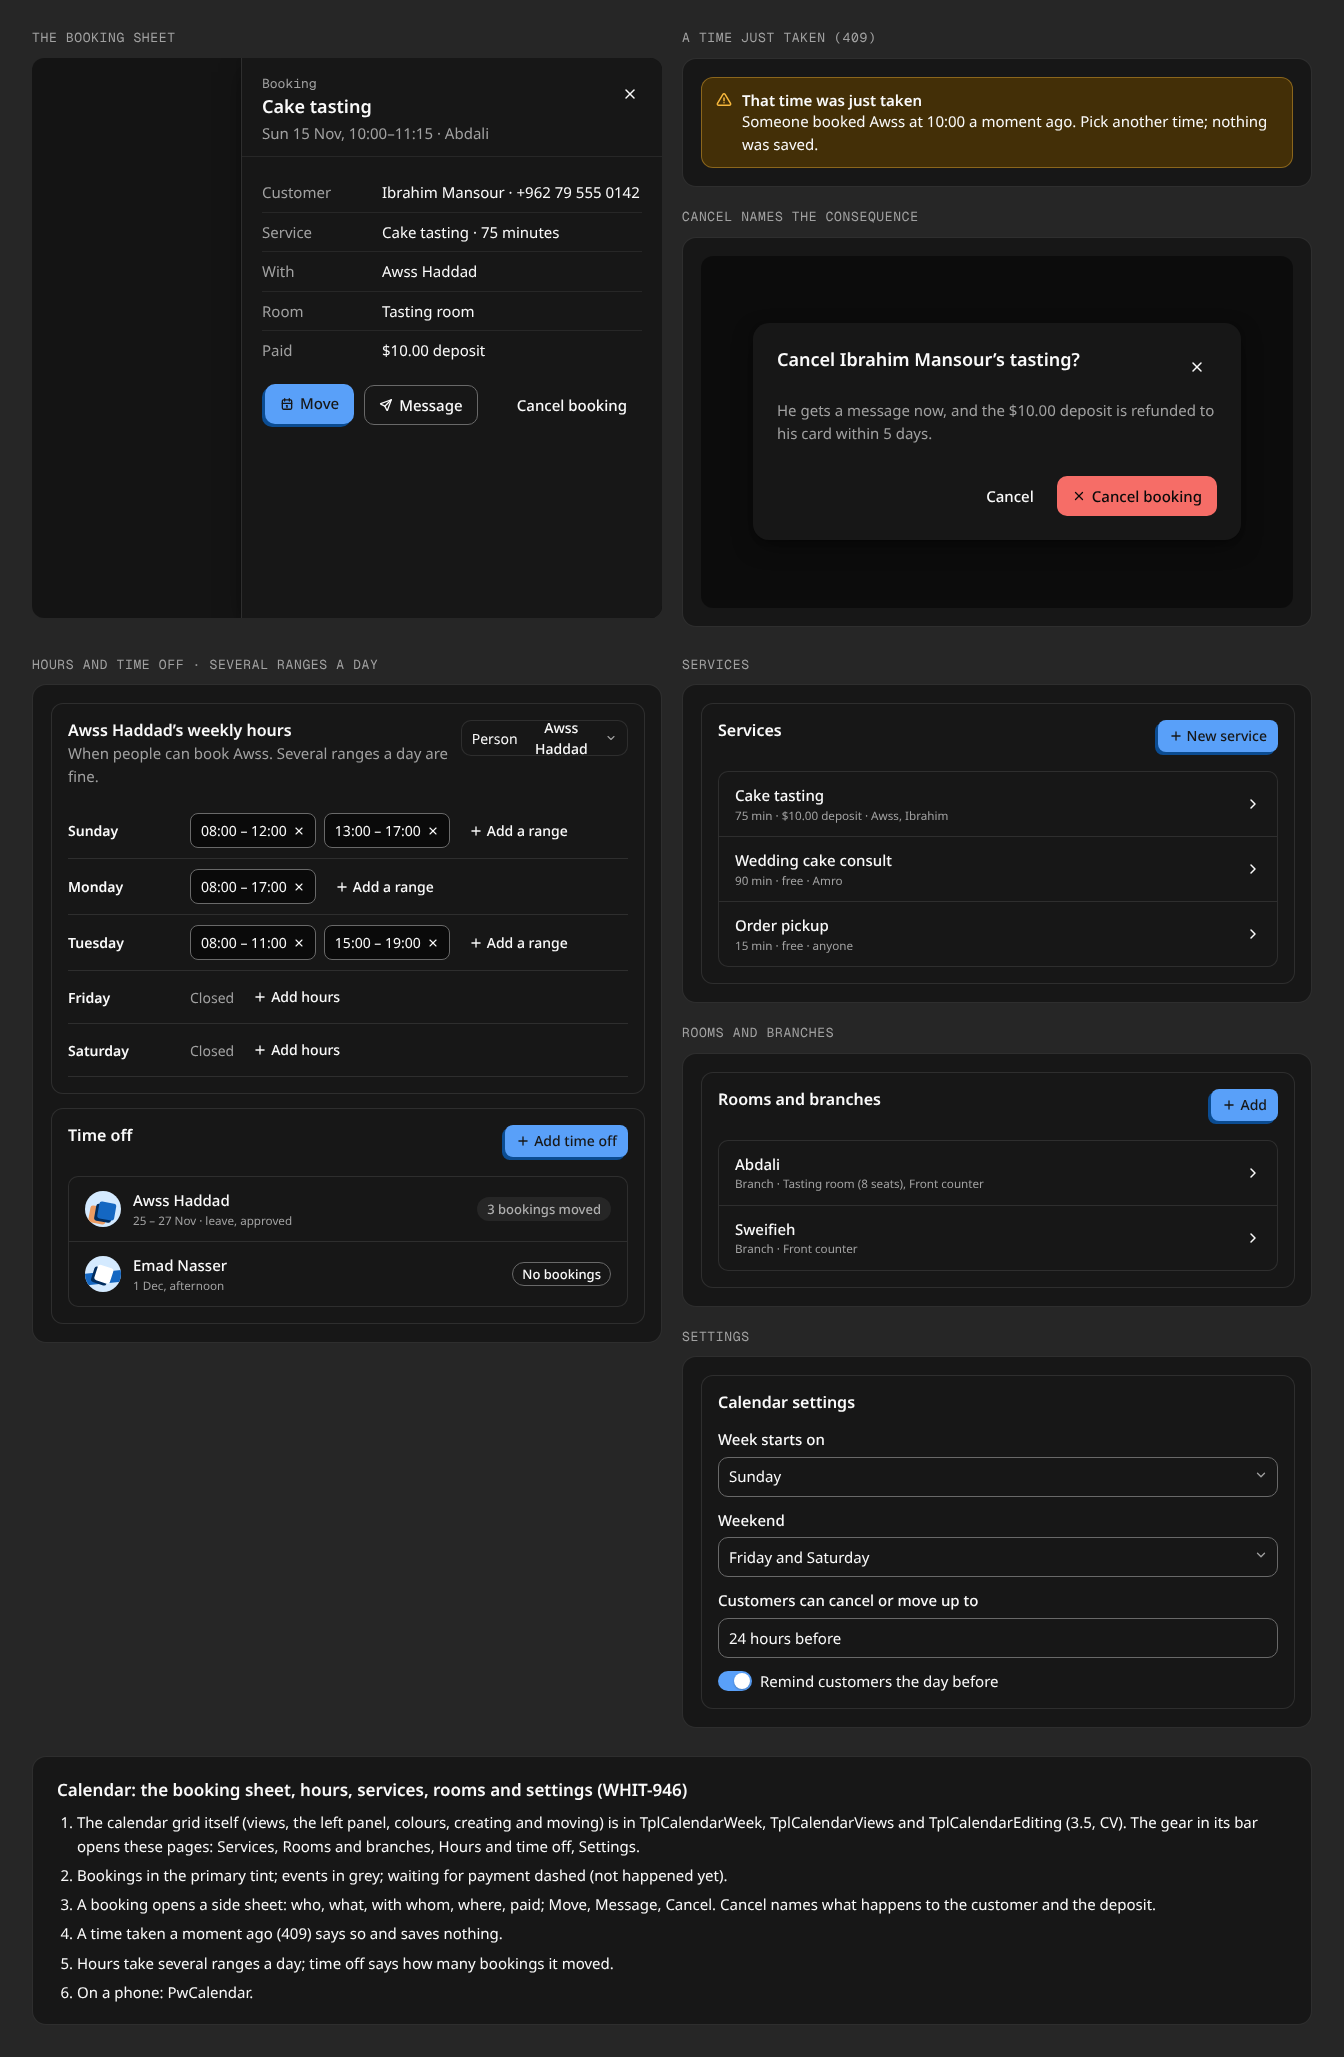 THE BOOKING SHEET
Booking
Cake tasting
Sun 15 Nov, 10:00–11:15 · Abdali
Customer Ibrahim Mansour · +962 79 555 0142
Service Cake tasting · 75 minutes
With Awss Haddad
Room Tasting room
Paid $10.00 deposit
Move Message Cancel booking
A TIME JUST TAKEN (409)
That time was just taken
Someone booked Awss at 10:00 a moment ago. Pick another time; nothing
was saved.
CANCEL NAMES THE CONSEQUENCE
Cancel Ibrahim Mansour’s tasting?
He gets a message now, and the $10.00 deposit is refunded to
his card within 5 days.
Cancel Cancel booking
HOURS AND TIME OFF · SEVERAL RANGES A DAY
Awss Haddad’s weekly hours
When people can book Awss. Several ranges a day are
fine.
Person Awss
Haddad
Sunday 08:00 – 12:00 13:00 – 17:00 Add a range
Monday 08:00 – 17:00 Add a range
Tuesday 08:00 – 11:00 15:00 – 19:00 Add a range
Friday Closed Add hours
Saturday Closed Add hours
Time off
Add time off
Awss Haddad
25 – 27 Nov · leave, approved
3 bookings moved
Emad Nasser
1 Dec, afternoon
No bookings
SERVICES
Services
New service
Cake tasting
75 min · $10.00 deposit · Awss, Ibrahim
Wedding cake consult
90 min · free · Amro
Order pickup
15 min · free · anyone
ROOMS AND BRANCHES
Rooms and branches
Add
Abdali
Branch · Tasting room (8 seats), Front counter
Sweifieh
Branch · Front counter
SETTINGS
Calendar settings
Week starts on
Sunday
Weekend
Friday and Saturday
Customers can cancel or move up to
24 hours before
Remind customers the day before
Calendar: the booking sheet, hours, services, rooms and settings (WHIT-946)
1. The calendar grid itself (views, the left panel, colours, creating and moving) is in TplCalendarWeek, TplCalendarViews and TplCalendarEditing (3.5, CV). The gear in its bar
opens these pages: Services, Rooms and branches, Hours and time off, Settings.
2. Bookings in the primary tint; events in grey; waiting for payment dashed (not happened yet).
3. A booking opens a side sheet: who, what, with whom, where, paid; Move, Message, Cancel. Cancel names what happens to the customer and the deposit.
4. A time taken a moment ago (409) says so and saves nothing.
5. Hours take several ranges a day; time off says how many bookings it moved.
6. On a phone: PwCalendar.